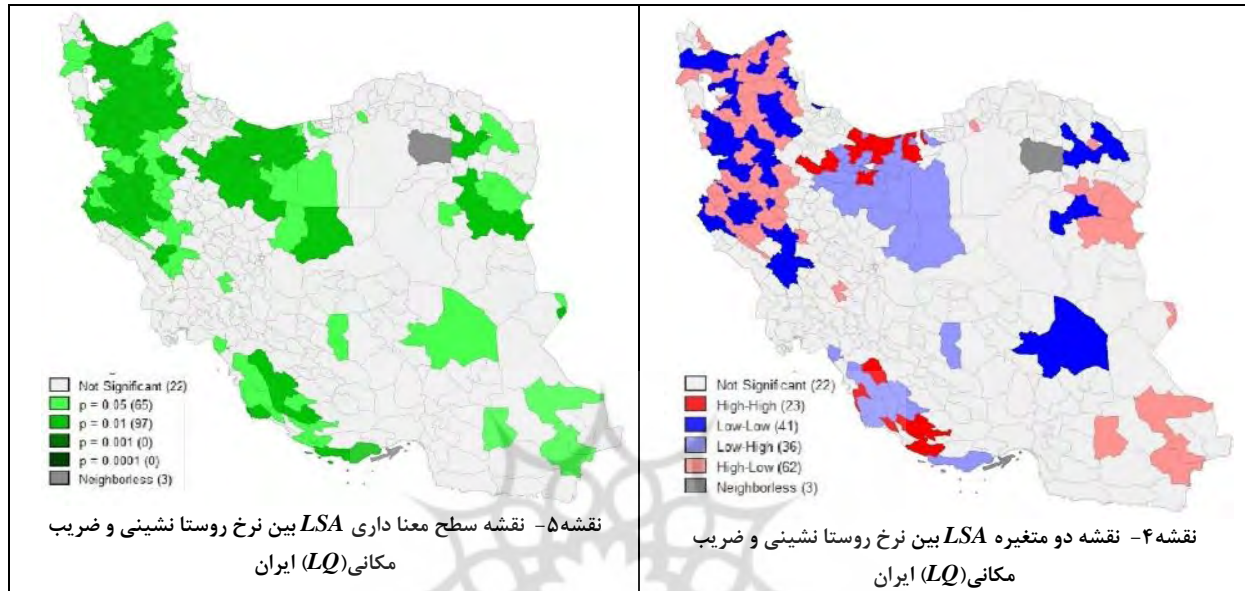 Not Significant (22)
p = 0.05 (65)
p = 0.01 (97)
p = 0.001 (0)
p = 0.0001 (0)
Neighborless (3)
نقشه۵- نقشه سطح معنا داری LSA بین نرخ روستا نشینی و ضریب
مکانی(LQ) ایران
Not Significant (22)
High-High (23)
Low-Low (41)
Low-High (36)
High-Low (62)
Neighborless (3)
نقشه۴- نقشه دو متغیره LSA بین نرخ روستا نشینی و ضریب
مکانی(LQ) ایران